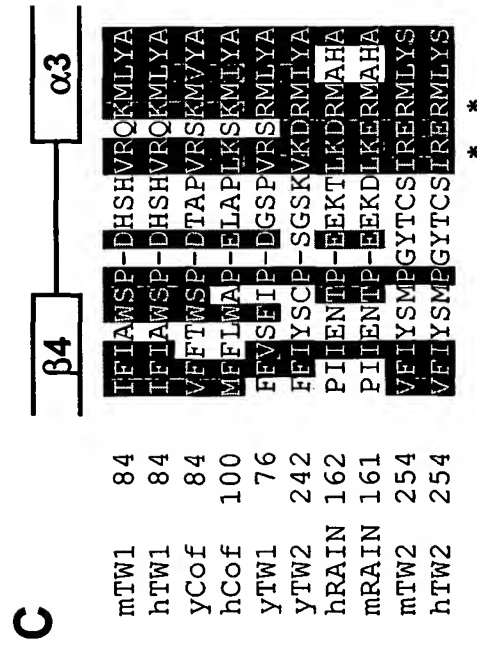 C
β4 α3
mTW1 84 IFIAWSP-DHSHVRQKMLYA
hTW1 84 IFIAWSP-DHSHVRQKMLYA
yCof 84 VFFTWSP-DTAPVRSKMVYA
hCof 100 MFFLWAP-ELAPLKSKMIYA
yTW1 76 FFVSFIP-DGSPVRSRMLYA
yTW2 242 FFIYSCP-SGSKVKDRMIYA
hRAIN 162 PIIENTP-EEKTLKDRMAHA
mRAIN 161 PIIENTP-EEKDLKERMAHA
mTW2 254 VFIYSMPGYTCSIRERMLYS
hTW2 254 VFIYSMPGYTCSIRERMLYS
* *